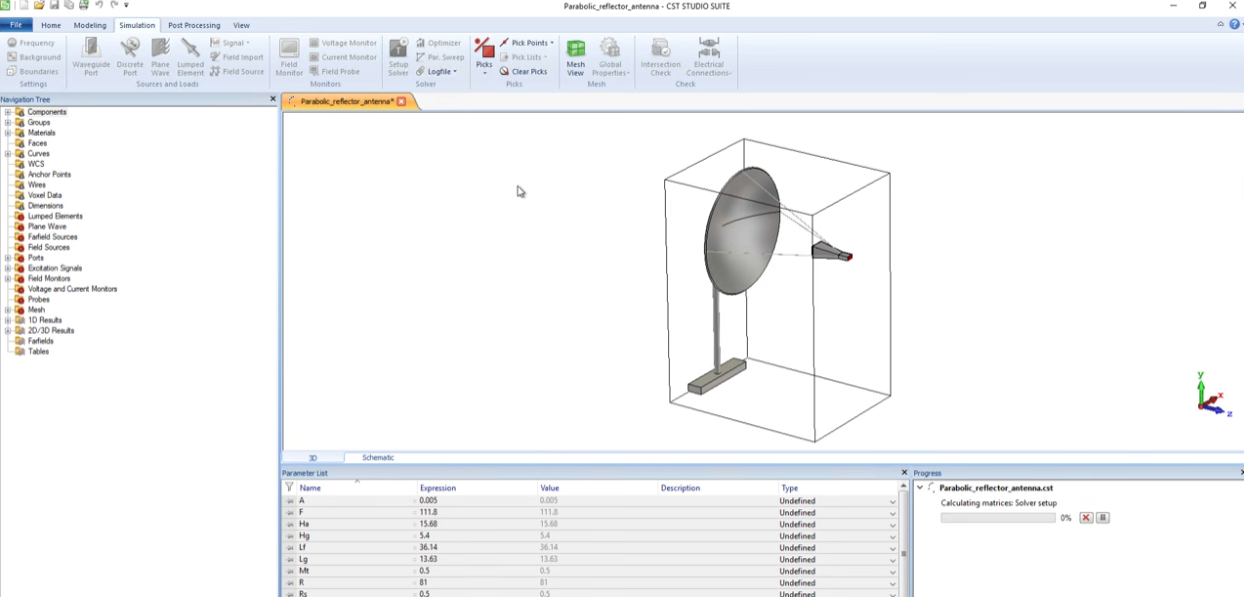 Parabolic_reflector_antenna - CST STUDIO SUITE
File Home Modeling Simulation Post Processing View
Frequency
Background
Boundaries
Settings
Waveguide Port
Discrete Port
Plane Wave
Lumped Element
Signal
Field Import
Field Source
Sources and Loads
Field Monitor
Voltage Monitor
Current Monitor
Field Probe
Monitors
Setup Solver
Optimizer
Par. Sweep
Logfile
Solver
Picks
Pick Points
Pick Lists
Clear Picks
Picks
Mesh View
Global Properties
Mesh
Intersection Check
Electrical Connections
Check
Navigation Tree
Components
Groups
Materials
Faces
Curves
WCS
Anchor Points
Wires
Voxel Data
Dimensions
Lumped Elements
Plane Wave
Farfield Sources
Field Sources
Ports
Excitation Signals
Field Monitors
Voltage and Current Monitors
Probes
Mesh
1D Results
2D/3D Results
Farfields
Tables
Parabolic_reflector_antenna*
y
x
z
3D Schematic
Parameter List
Name Expression Value Description Type
A = 0.005 0.005 Undefined
F = 111.8 111.8 Undefined
Ha = 15.68 15.68 Undefined
Hg = 5.4 5.4 Undefined
Lf = 36.14 36.14 Undefined
Lg = 13.63 13.63 Undefined
Mt = 0.5 0.5 Undefined
R = 81 81 Undefined
Rs = 0.5 0.5 Undefined
Progress
Parabolic_reflector_antenna.cst
Calculating matrices: Solver setup
0%